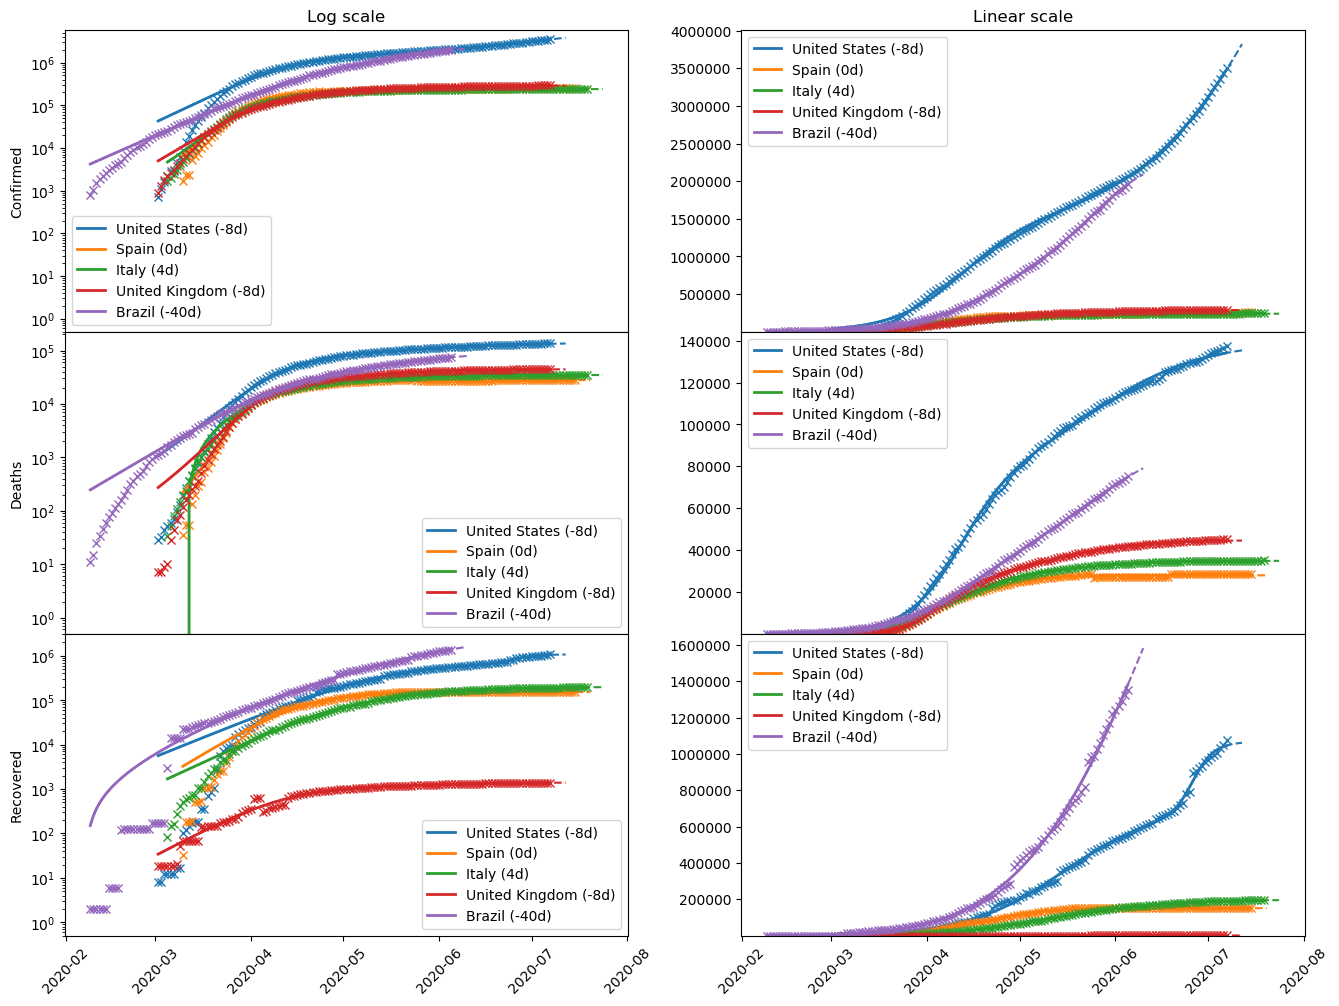 Log scale
Linear scale
Confirmed
10^6
10^5
10^4
10^3
10^2
10^1
10^0
United States (-8d)
Spain (0d)
Italy (4d)
United Kingdom (-8d)
Brazil (-40d)
4000000
3500000
3000000
2500000
2000000
1500000
1000000
500000
United States (-8d)
Spain (0d)
Italy (4d)
United Kingdom (-8d)
Brazil (-40d)
Deaths
10^5
10^4
10^3
10^2
10^1
10^0
United States (-8d)
Spain (0d)
Italy (4d)
United Kingdom (-8d)
Brazil (-40d)
140000
120000
100000
80000
60000
40000
20000
United States (-8d)
Spain (0d)
Italy (4d)
United Kingdom (-8d)
Brazil (-40d)
Recovered
10^6
10^5
10^4
10^3
10^2
10^1
10^0
United States (-8d)
Spain (0d)
Italy (4d)
United Kingdom (-8d)
Brazil (-40d)
2020-02
2020-03
2020-04
2020-05
2020-06
2020-07
2020-08
1600000
1400000
1200000
1000000
800000
600000
400000
200000
United States (-8d)
Spain (0d)
Italy (4d)
United Kingdom (-8d)
Brazil (-40d)
2020-02
2020-03
2020-04
2020-05
2020-06
2020-07
2020-08